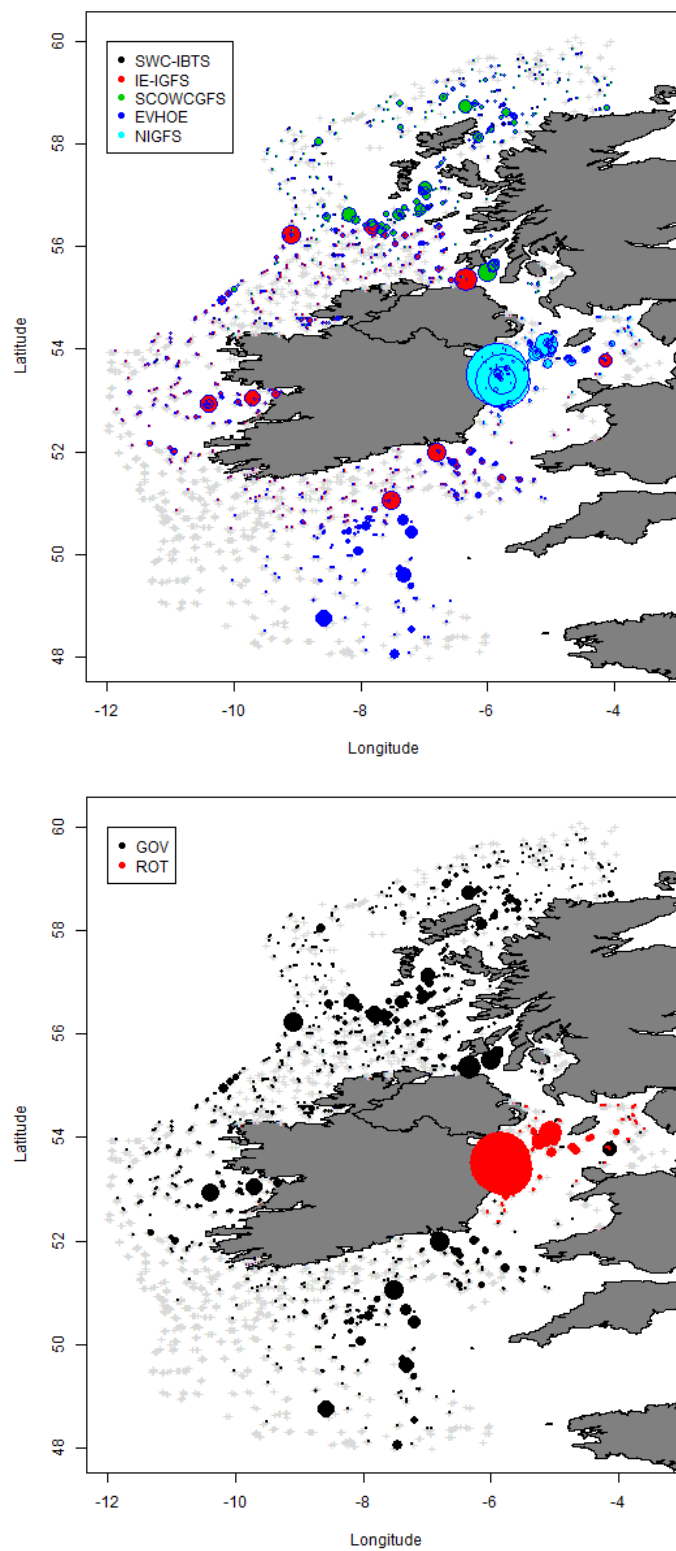 SWC-IBTS
IE-IGFS
SCOWCGFS
EVHOE
NIGFS
60
58
56
54
52
50
48
Latitude
-12
-10
-8
-6
-4
Longitude
GOV
ROT
60
58
56
54
52
50
48
Latitude
-12
-10
-8
-6
-4
Longitude